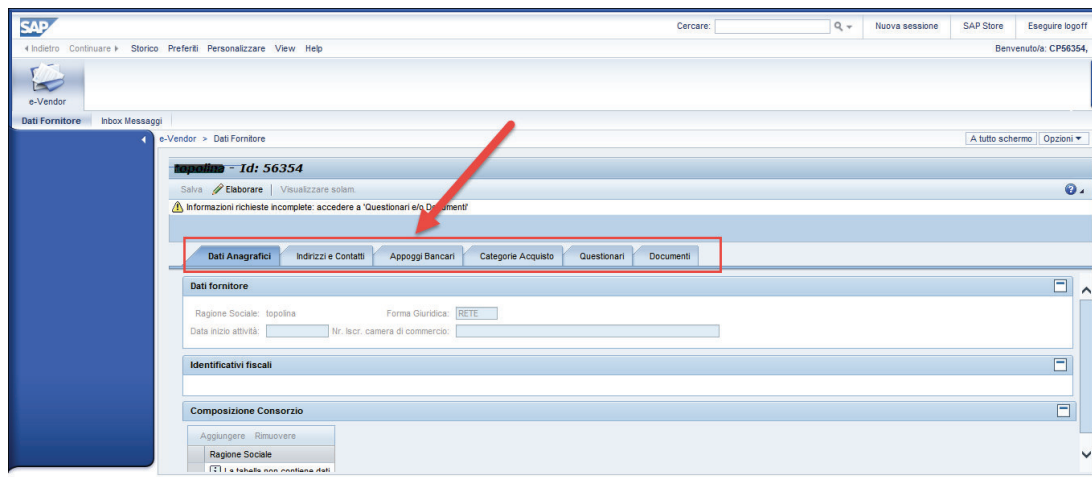 SAP Cercare: Nuova sessione SAP Store Eseguire logoff
Indietro Continuare Storico Preferiti Personalizzare View Help Benvenuto/a: CP56354,
e-Vendor
Dati Fornitore Inbox Messaggi
e-Vendor > Dati Fornitore A tutto schermo Opzioni
topolina - Id: 56354
Salva Elaborare | Visualizzare solam.
Informazioni richieste incomplete: accedere a 'Questionari e/o Documenti'
Dati Anagrafici Indirizzi e Contatti Appoggi Bancari Categorie Acquisto Questionari Documenti
Dati fornitore
Ragione Sociale: topolina Forma Giuridica: RETE
Data inizio attività: Nr. Iscr. camera di commercio:
Identificativi fiscali
Composizione Consorzio
Aggiungere Rimuovere
Ragione Sociale
La tabella non contiene dati